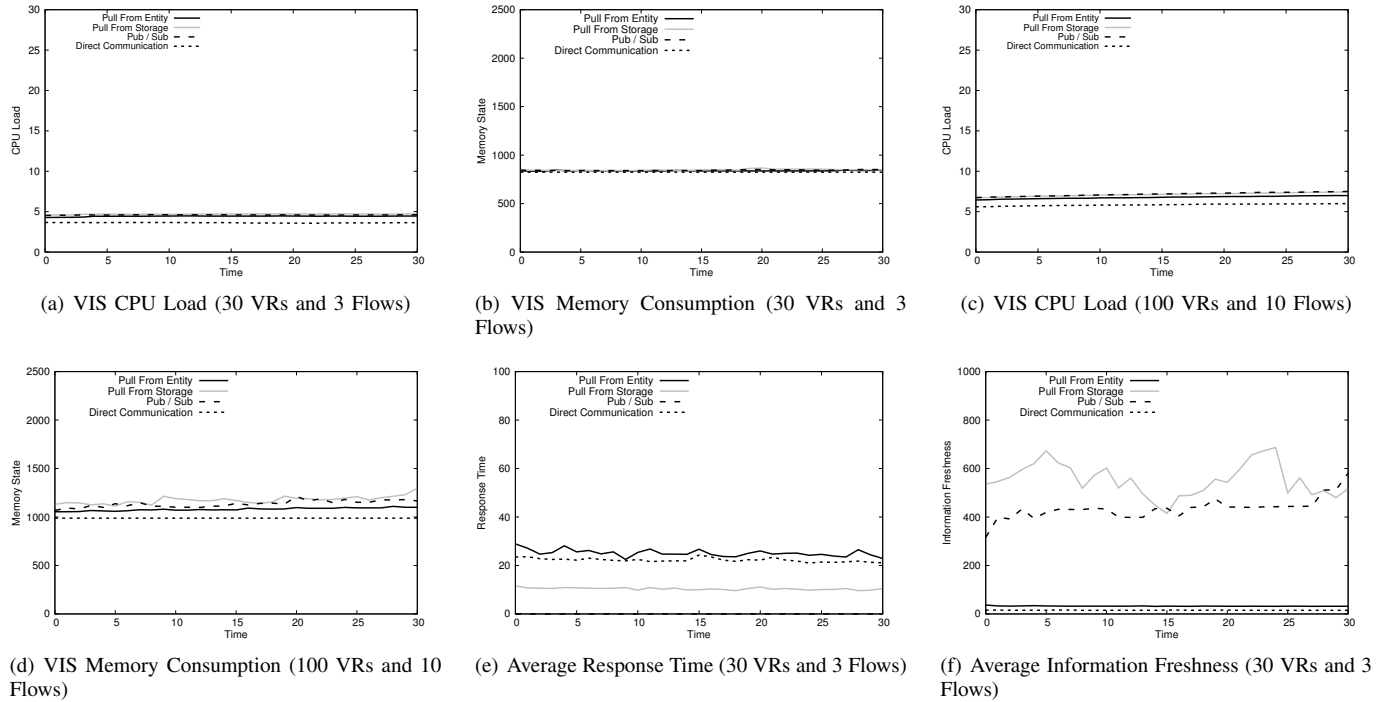 30
25
20
15
10
5
0
CPU Load
Pull From Entity
Pull From Storage
Pub / Sub
Direct Communication
0 5 10 15 20 25 30
Time
(a) VIS CPU Load (30 VRs and 3 Flows)
2500
2000
1500
1000
500
0
Memory State
Pull From Entity
Pull From Storage
Pub / Sub
Direct Communication
0 5 10 15 20 25 30
Time
(b) VIS Memory Consumption (30 VRs and 3
Flows)
30
25
20
15
10
5
0
CPU Load
Pull From Entity
Pull From Storage
Pub / Sub
Direct Communication
0 5 10 15 20 25 30
Time
(c) VIS CPU Load (100 VRs and 10 Flows)
2500
2000
1500
1000
500
0
Memory State
Pull From Entity
Pull From Storage
Pub / Sub
Direct Communication
0 5 10 15 20 25 30
Time
(d) VIS Memory Consumption (100 VRs and 10
Flows)
100
80
60
40
20
0
Response Time
Pull From Entity
Pull From Storage
Pub / Sub
Direct Communication
0 5 10 15 20 25 30
Time
(e) Average Response Time (30 VRs and 3 Flows)
1000
800
600
400
200
0
Information Freshness
Pull From Entity
Pull From Storage
Pub / Sub
Direct Communication
0 5 10 15 20 25 30
Time
(f) Average Information Freshness (30 VRs and 3
Flows)